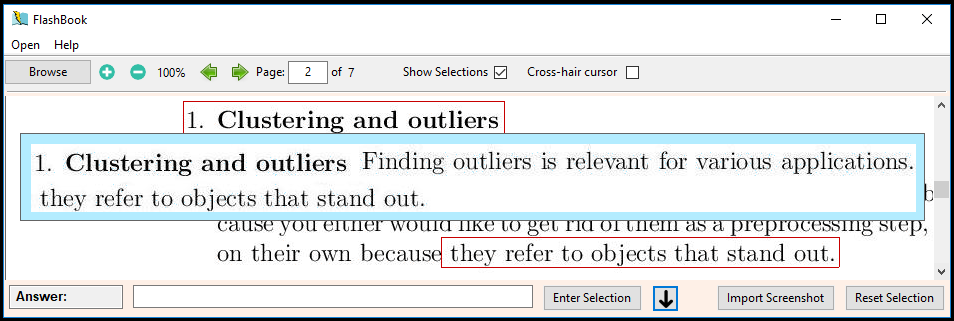 FlashBook
Open Help
Browse 100% Page: 2 of 7 Show Selections Cross-hair cursor
1. Clustering and outliers
1. Clustering and outliers Finding outliers is relevant for various applications.
they refer to objects that stand out.
cause you either would like to get rid of them as a preprocessing step,
on their own because they refer to objects that stand out.
Answer: Enter Selection Import Screenshot Reset Selection